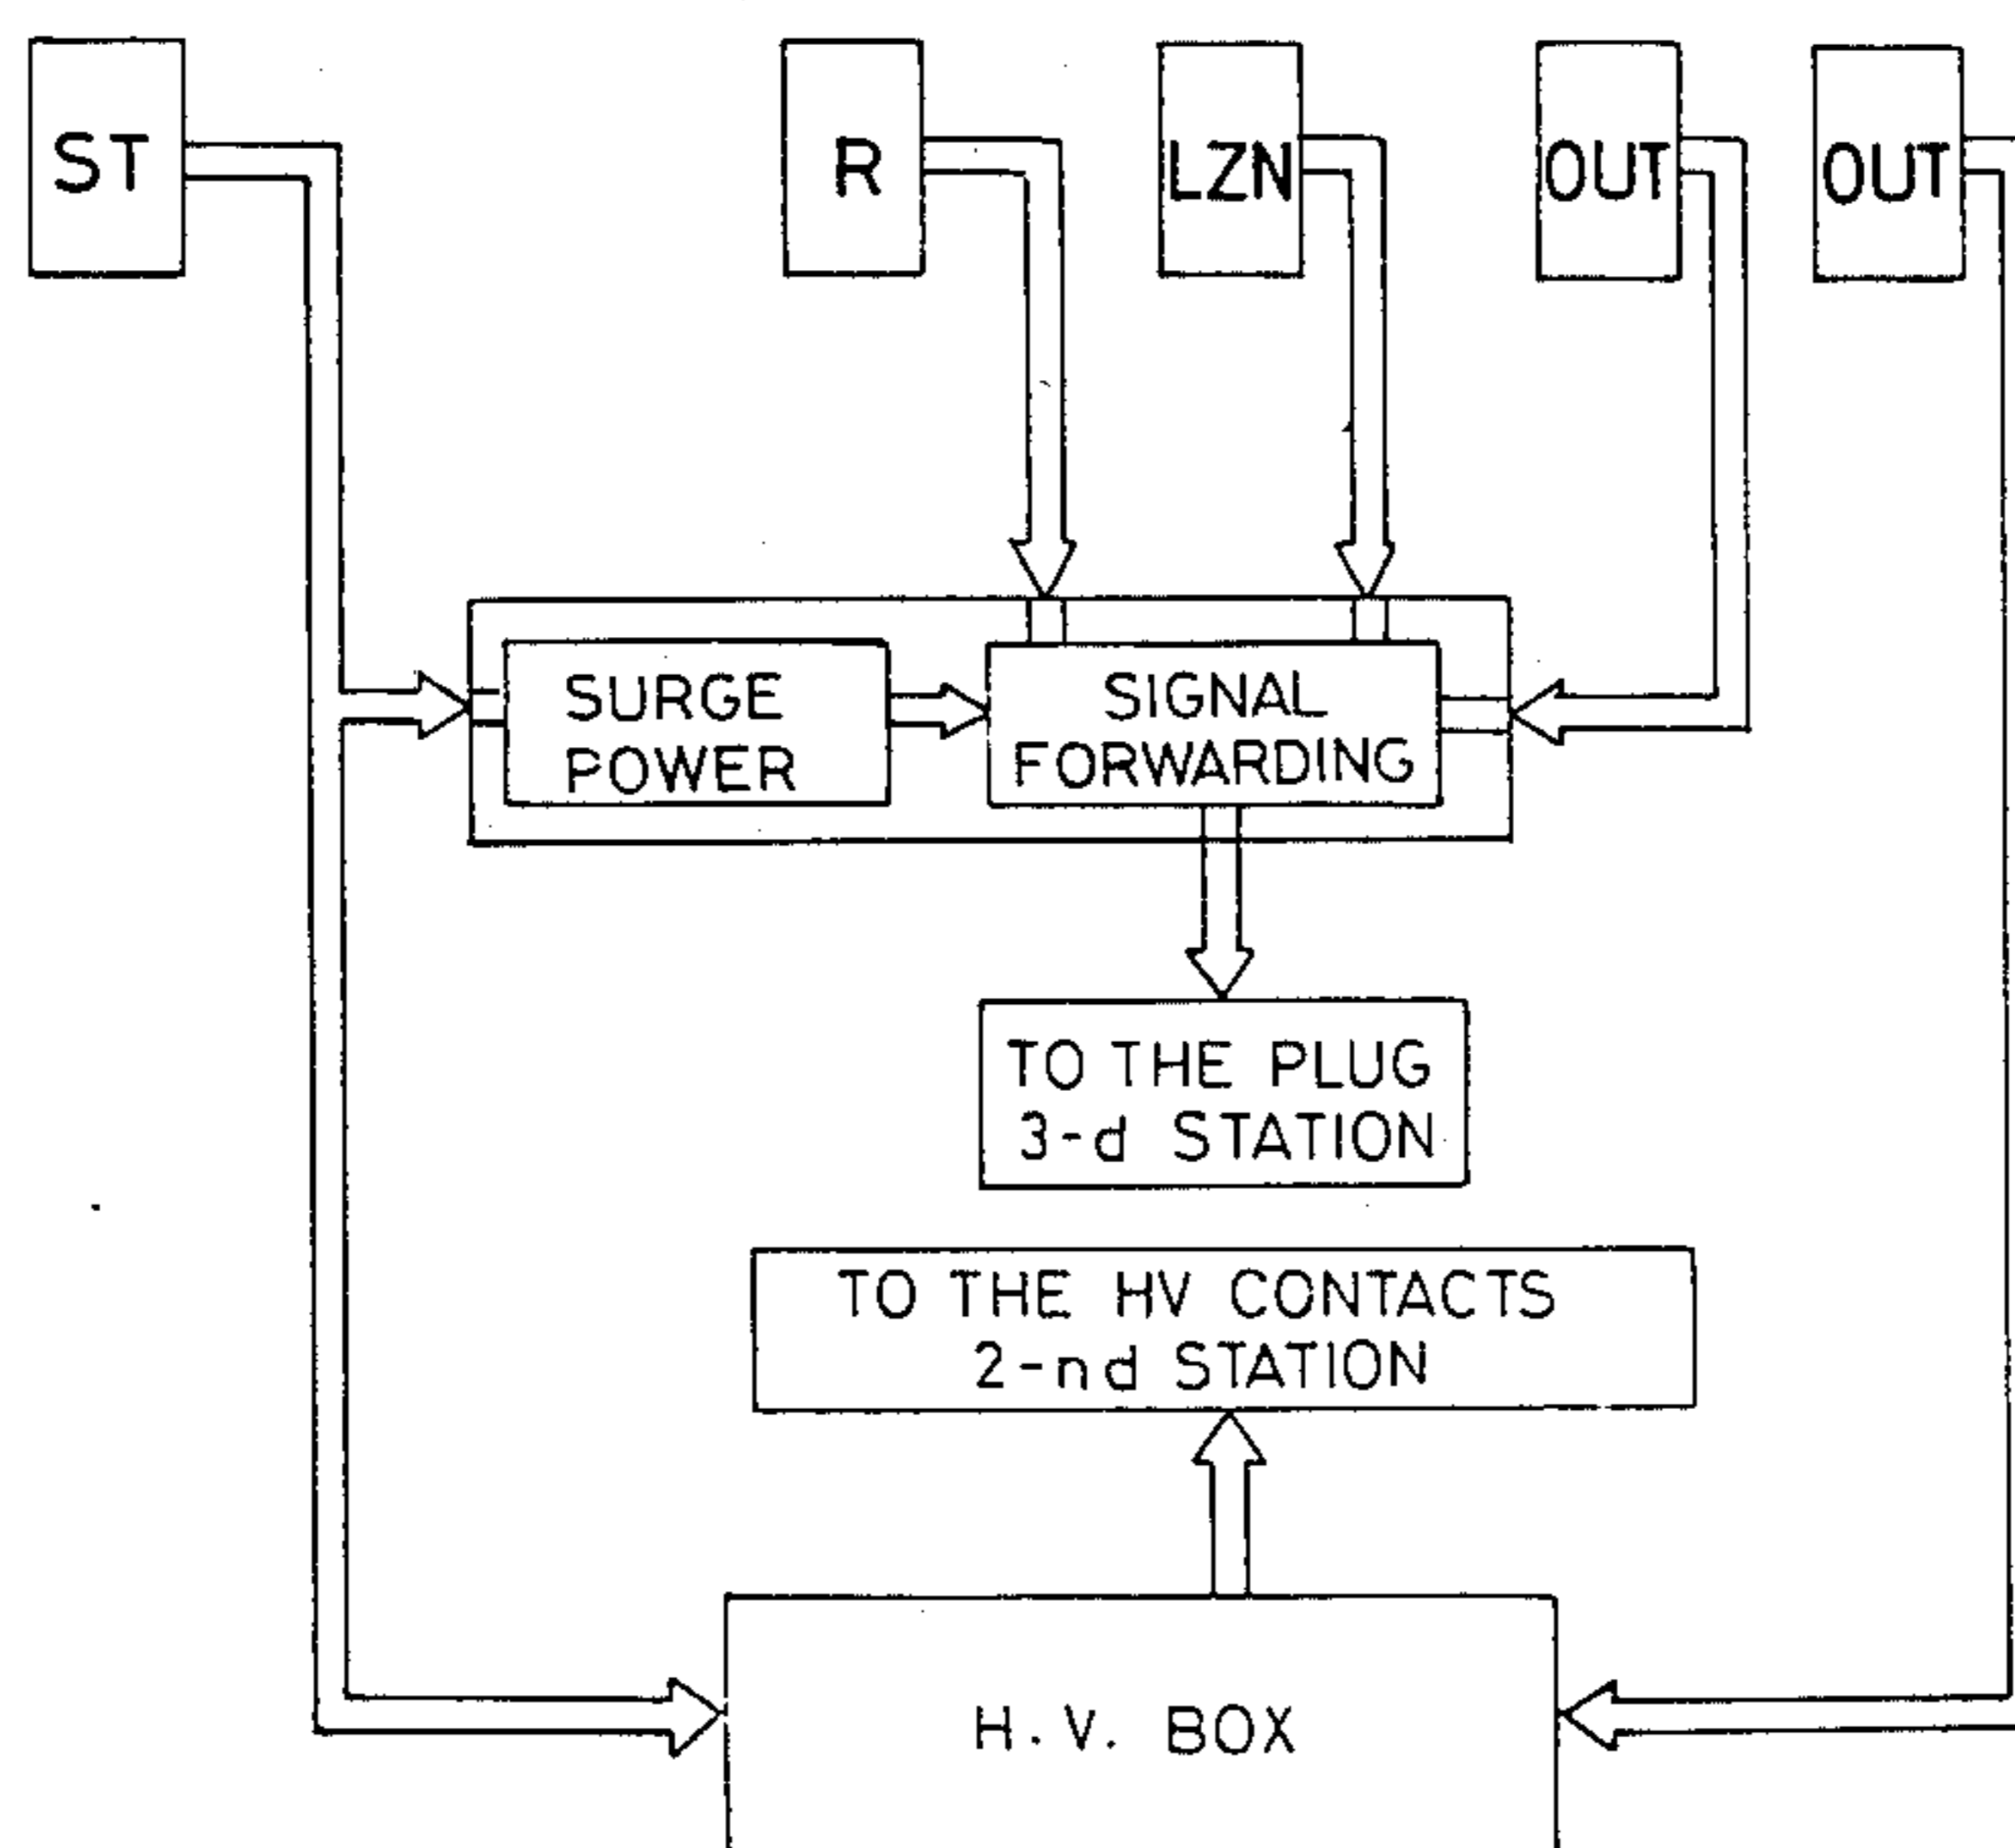 ST
R
LZN
OUT
OUT
SURGE
POWER
SIGNAL
FORWARDING
TO THE PLUG
3-d STATION
TO THE HV CONTACTS
2-nd STATION
H.V. BOX